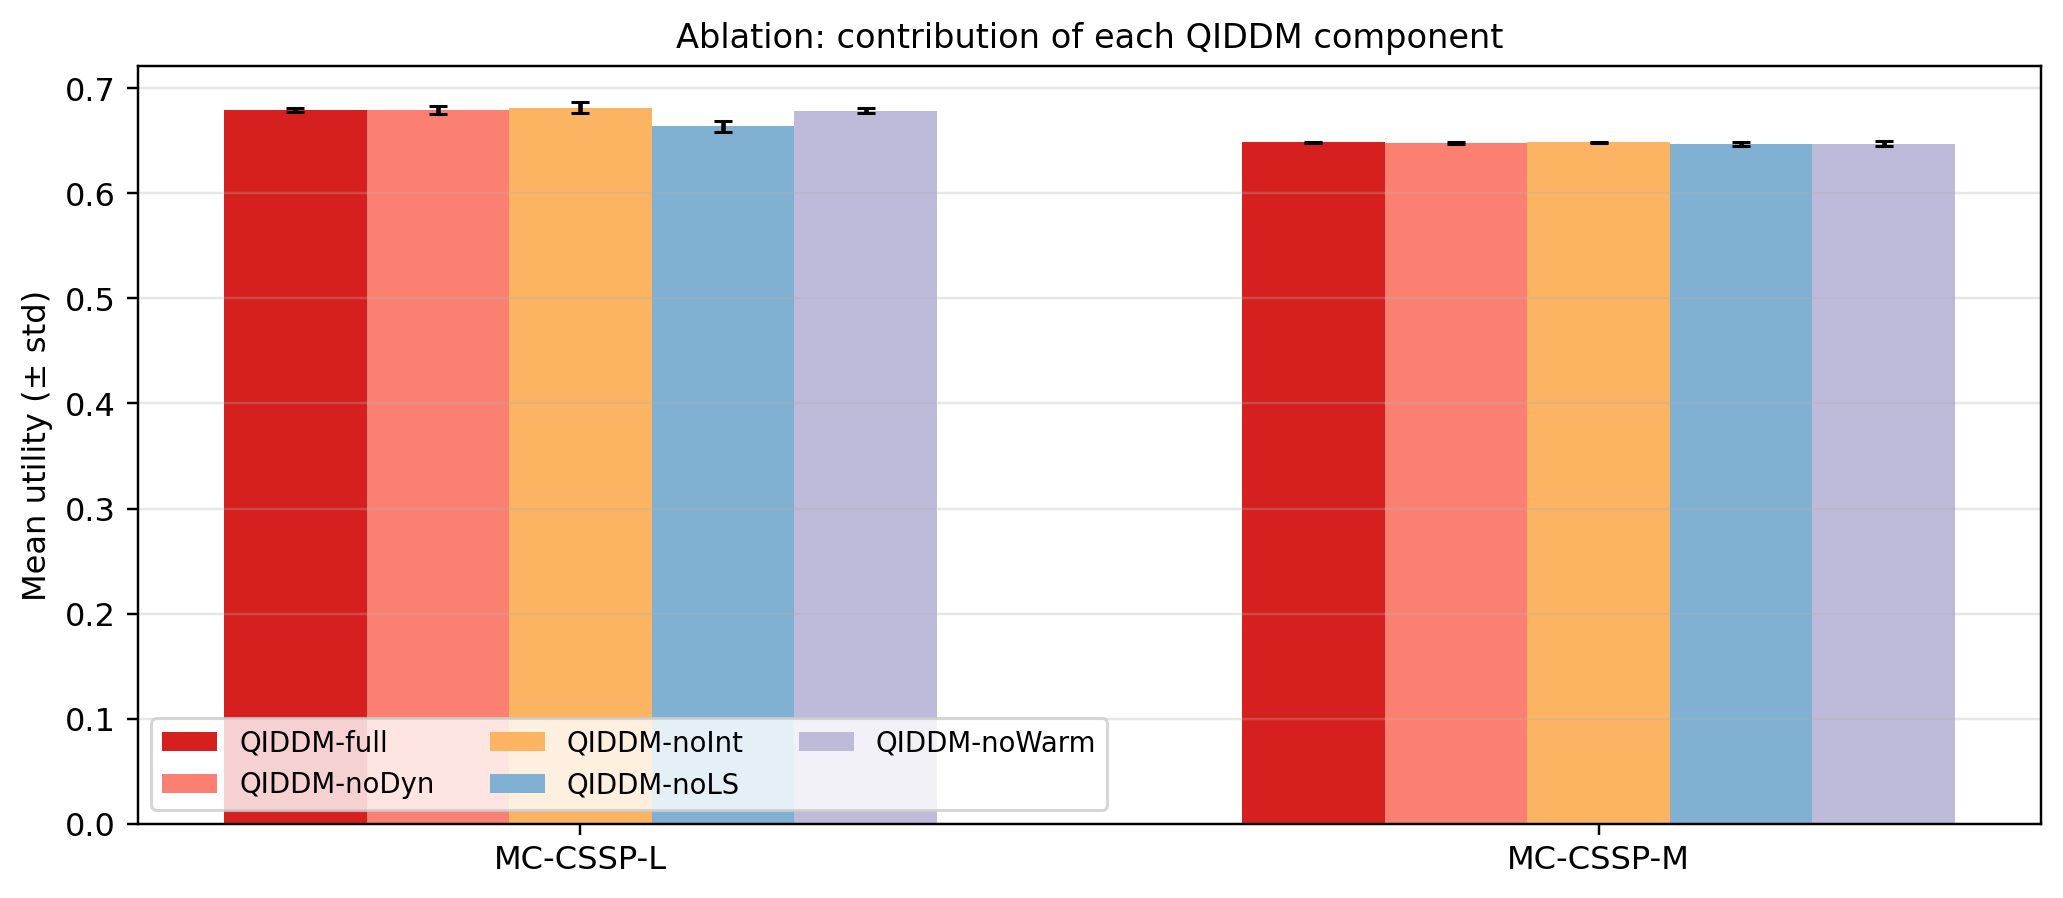 Ablation: contribution of each QIDDM component
Mean utility (± std)
0.7
0.6
0.5
0.4
0.3
0.2
0.1
0.0
QIDDM-full
QIDDM-noDyn
QIDDM-noInt
QIDDM-noLS
QIDDM-noWarm
MC-CSSP-L
MC-CSSP-M